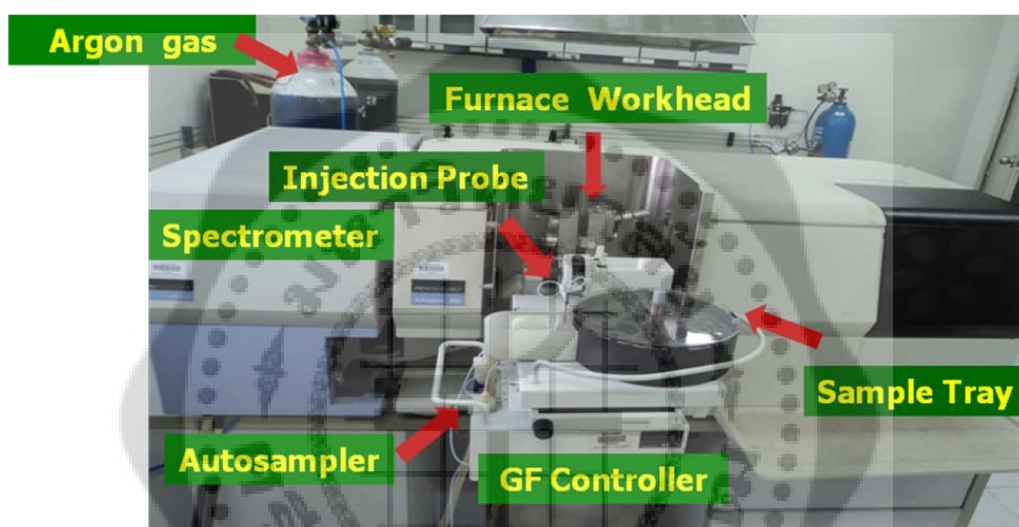 Argon gas
Furnace Workhead
Injection Probe
Spectrometer
Sample Tray
Autosampler
GF Controller